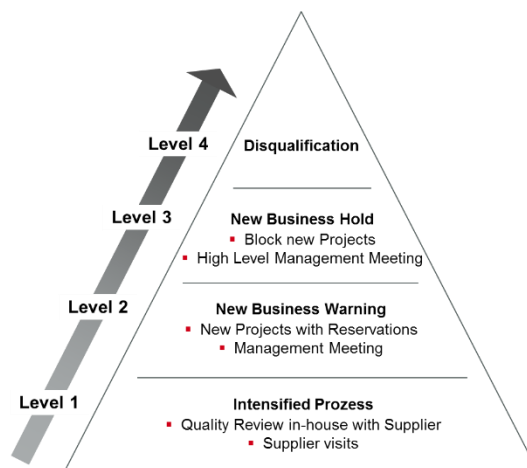 Level 4
Disqualification
Level 3
New Business Hold
▪ Block new Projects
▪ High Level Management Meeting
Level 2
New Business Warning
▪ New Projects with Reservations
▪ Management Meeting
Level 1
Intensified Prozess
▪ Quality Review in-house with Supplier
▪ Supplier visits